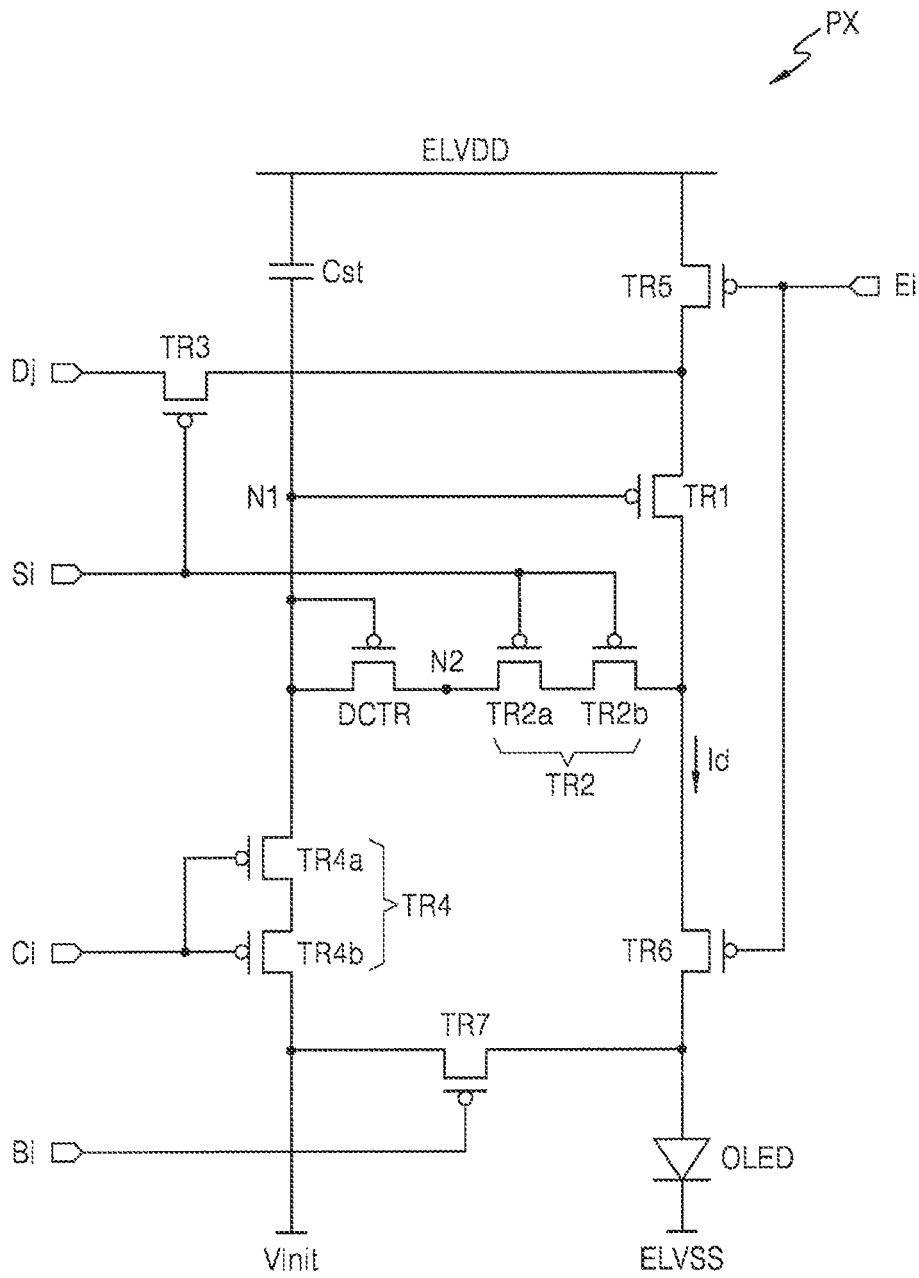 PX
ELVDD
Cst
TR5
Ei
TR3
Dj
N1
TR1
Si
N2
DCTR
TR2a
TR2b
TR2
Id
TR4a
TR4
Ci
TR4b
TR6
TR7
Bi
OLED
Vinit
ELVSS